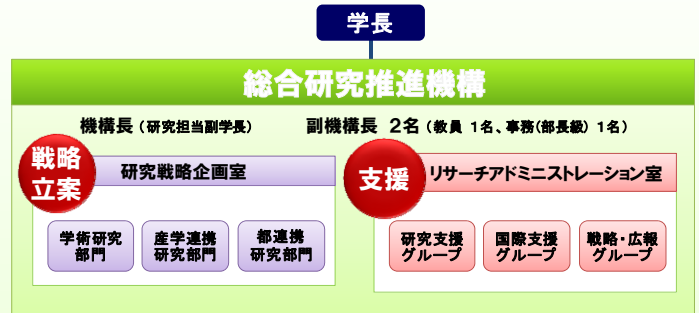 学長
総合研究推進機構
機構長（研究担当副学長）
副機構長 2名（教員 1名、事務(部長級) 1名）
戦略
立案
研究戦略企画室
学術研究
部門
産学連携
研究部門
都連携
研究部門
支援
リサーチアドミニストレーション室
研究支援
グループ
国際支援
グループ
戦略・広報
グループ